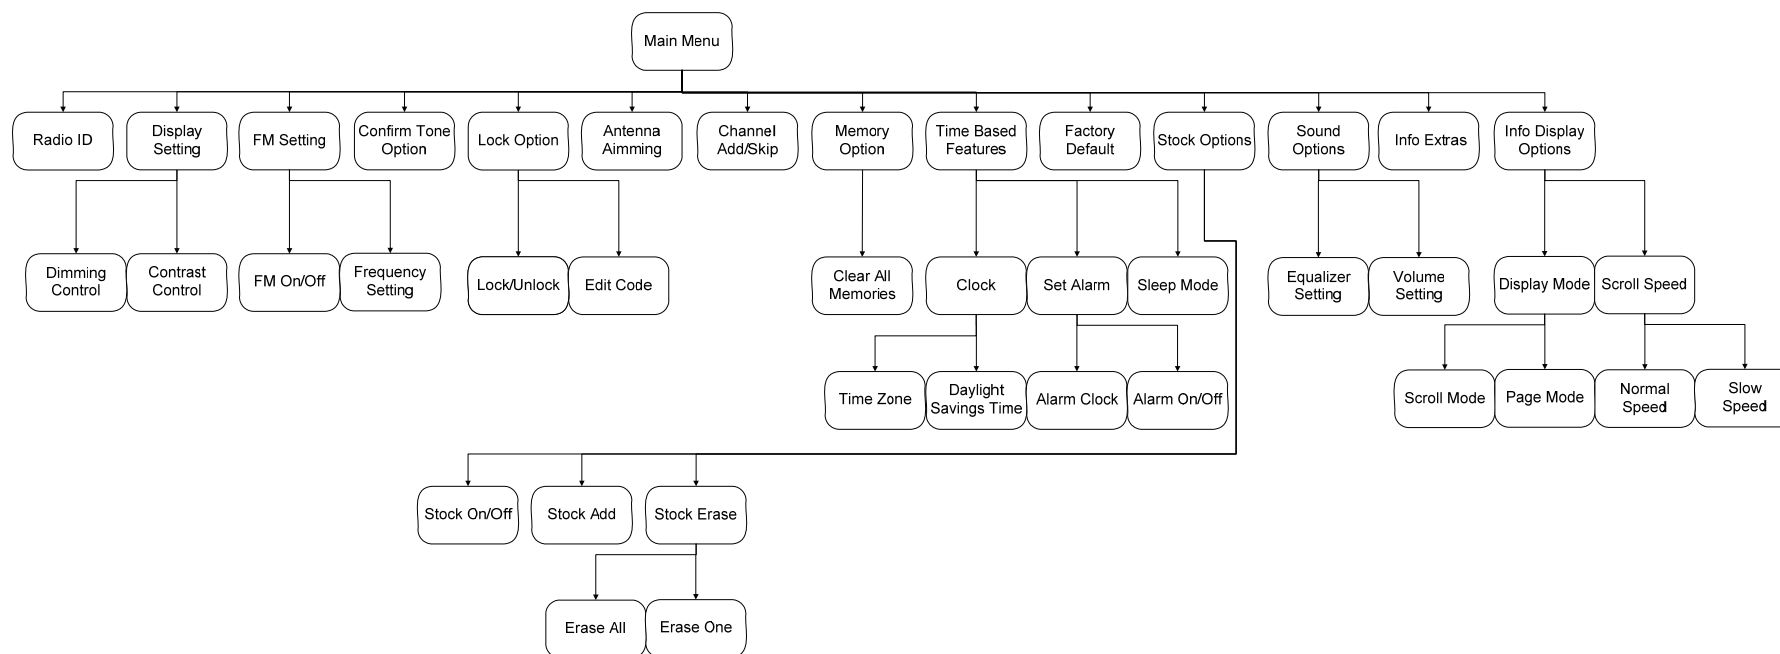 Main Menu
Radio ID
Display
Setting
FM Setting
Confirm Tone
Option
Lock Option
Antenna
Aimming
Channel
Add/Skip
Memory
Option
Time Based
Features
Factory
Default
Stock Options
Sound
Options
Info Extras
Info Display
Options
Dimming
Control
Contrast
Control
FM On/Off
Frequency
Setting
Lock/Unlock
Edit Code
Clear All
Memories
Clock
Set Alarm
Sleep Mode
Equalizer
Setting
Volume
Setting
Display Mode
Scroll Speed
Time Zone
Daylight
Savings Time
Alarm Clock
Alarm On/Off
Scroll Mode
Page Mode
Normal
Speed
Slow
Speed
Stock On/Off
Stock Add
Stock Erase
Erase All
Erase One